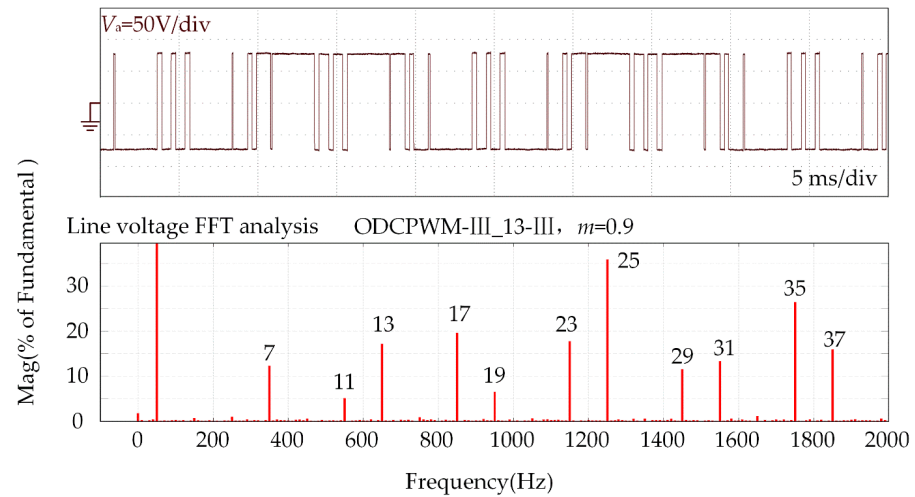 Vₐ=50V/div
5 ms/div
Line voltage FFT analysis ODCPWM-III_13-III, m=0.9
Mag(% of Fundamental )
30
20
10
0
7
11
13
17
19
23
25
29
31
35
37
0 200 400 600 800 1000 1200 1400 1600 1800 2000
Frequency(Hz)